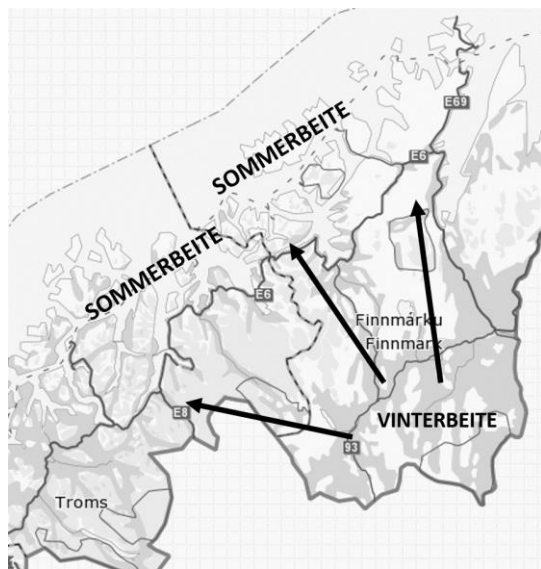 E69
SOMMERBEITE
E6
SOMMERBEITE
E6
Finnmárku
Finnmark
E8
VINTERBEITE
93
Troms